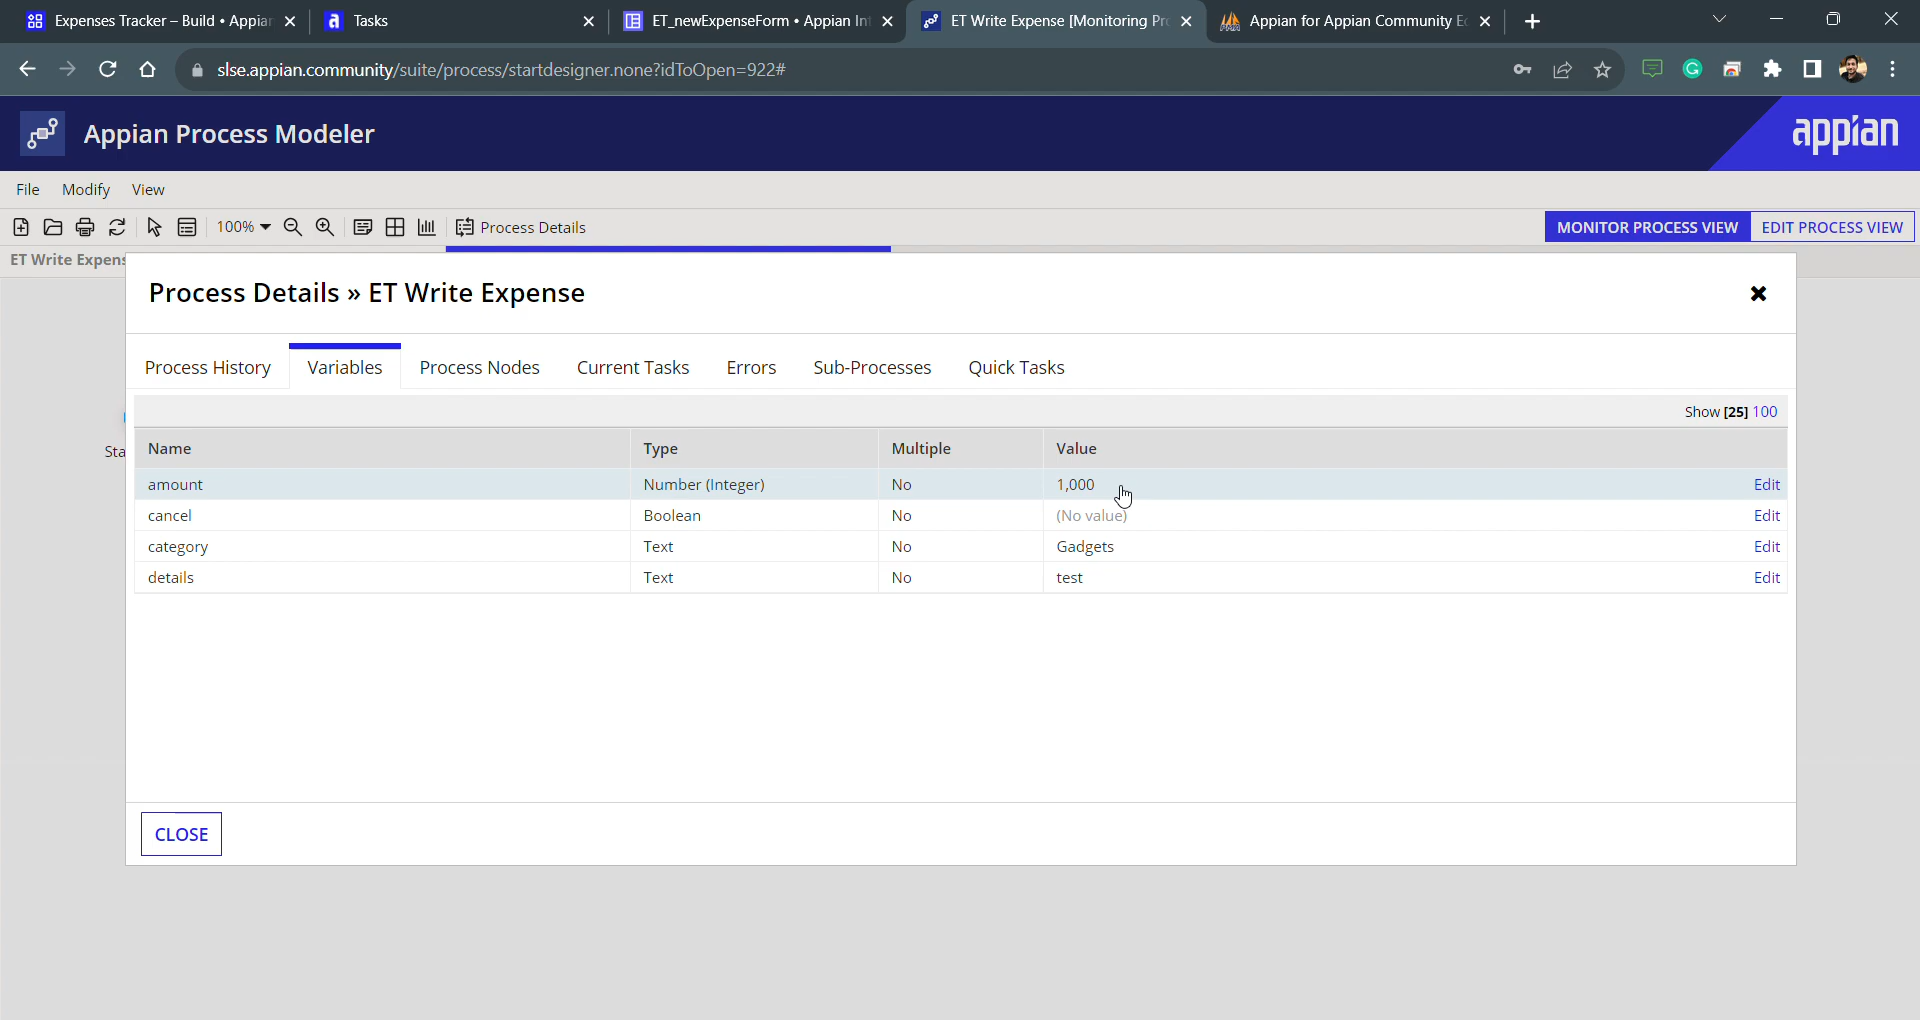 Expenses Tracker – Build • Appian
Tasks
ET_newExpenseForm • Appian In
ET Write Expense [Monitoring Pro
Appian for Appian Community Ed
slse.appian.community/suite/process/startdesigner.none?idToOpen=922#
Appian Process Modeler
appian
File Modify View
100% Process Details
MONITOR PROCESS VIEW EDIT PROCESS VIEW
ET Write Expens
Process Details » ET Write Expense
Process History Variables Process Nodes Current Tasks Errors Sub-Processes Quick Tasks
Show [25] 100
Name Type Multiple Value
amount Number (Integer) No 1,000 Edit
Sta
cancel Boolean No (No value) Edit
category Text No Gadgets Edit
details Text No test Edit
CLOSE